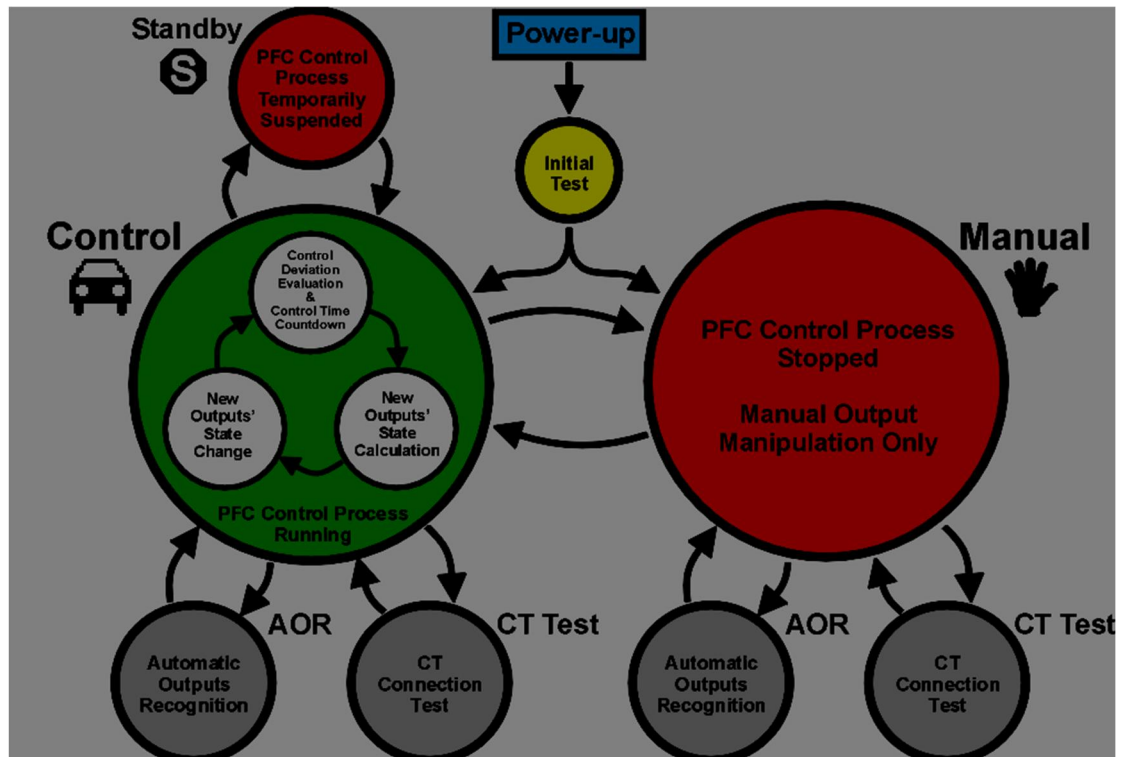 Standby
S
PFC Control
Process
Temporarily
Suspended
Power-up
Initial
Test
Control
Manual
Control
Deviation
Evaluation
&
Control Time
Countdown
New
Outputs'
State
Change
New
Outputs'
State
Calculation
PFC Control Process
Running
PFC Control Process
Stopped
Manual Output
Manipulation Only
AOR
CT Test
AOR
CT Test
Automatic
Outputs
Recognition
CT
Connection
Test
Automatic
Outputs
Recognition
CT
Connection
Test